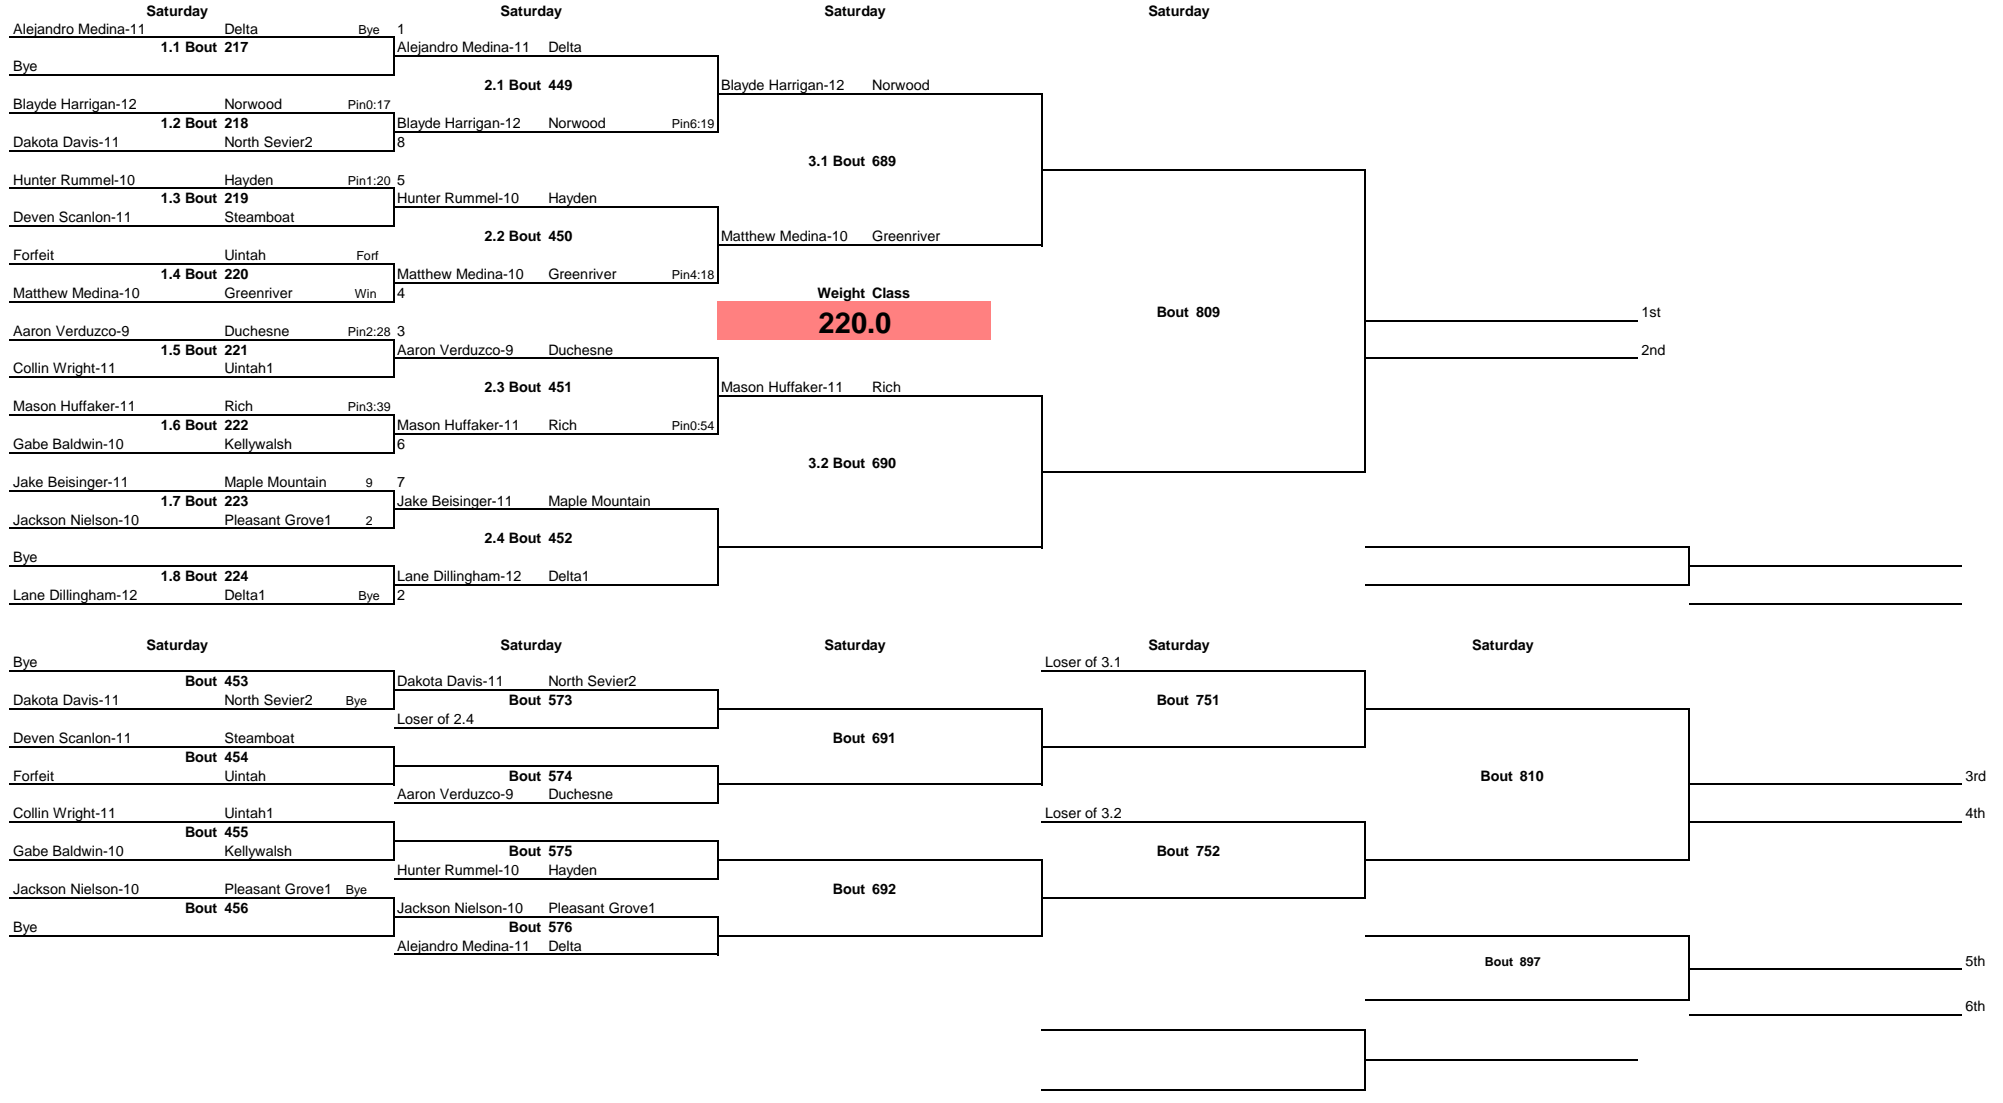 Saturday Saturday Saturday Saturday
Alejandro Medina-11 Delta Bye 1
1.1 Bout 217 Alejandro Medina-11 Delta
Bye
2.1 Bout 449 Blayde Harrigan-12 Norwood
Blayde Harrigan-12 Norwood Pin0:17
1.2 Bout 218 Blayde Harrigan-12 Norwood Pin6:19
Dakota Davis-11 North Sevier2 8
3.1 Bout 689
Hunter Rummel-10 Hayden Pin1:20 5
1.3 Bout 219 Hunter Rummel-10 Hayden
Deven Scanlon-11 Steamboat
2.2 Bout 450 Matthew Medina-10 Greenriver
Forfeit Uintah Forf
1.4 Bout 220 Matthew Medina-10 Greenriver Pin4:18
Matthew Medina-10 Greenriver Win 4 Weight Class
Bout 809 1st
220.0
Aaron Verduzco-9 Duchesne Pin2:28 3
1.5 Bout 221 Aaron Verduzco-9 Duchesne 2nd
Collin Wright-11 Uintah1
2.3 Bout 451 Mason Huffaker-11 Rich
Mason Huffaker-11 Rich Pin3:39
1.6 Bout 222 Mason Huffaker-11 Rich Pin0:54
Gabe Baldwin-10 Kellywalsh 6
3.2 Bout 690
Jake Beisinger-11 Maple Mountain 9 7
1.7 Bout 223 Jake Beisinger-11 Maple Mountain
Jackson Nielson-10 Pleasant Grove1 2
2.4 Bout 452
Bye
1.8 Bout 224 Lane Dillingham-12 Delta1
Lane Dillingham-12 Delta1 Bye 2
Saturday Saturday Saturday Saturday Saturday
Bye Loser of 3.1
Bout 453 Dakota Davis-11 North Sevier2
Dakota Davis-11 North Sevier2 Bye Bout 573 Bout 751
Loser of 2.4
Deven Scanlon-11 Steamboat Bout 691
Bout 454
Forfeit Uintah Bout 574 Bout 810 3rd
Aaron Verduzco-9 Duchesne
Collin Wright-11 Uintah1 Loser of 3.2 4th
Bout 455
Gabe Baldwin-10 Kellywalsh Bout 575 Bout 752
Hunter Rummel-10 Hayden
Jackson Nielson-10 Pleasant Grove1 Bye Bout 692
Bout 456 Jackson Nielson-10 Pleasant Grove1
Bye Bout 576
Alejandro Medina-11 Delta
Bout 897 5th
6th